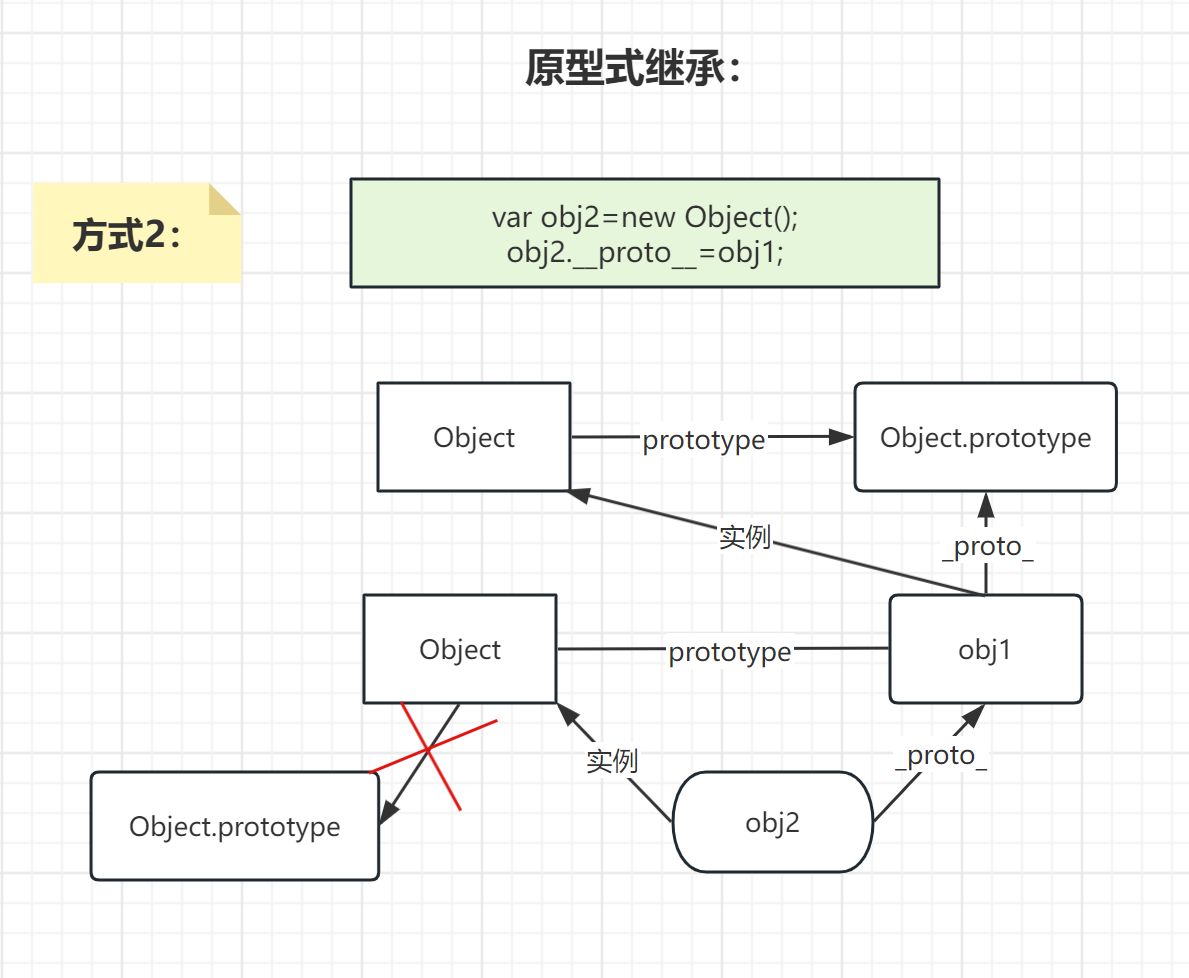 原型式继承：
方式2：
var obj2=new Object();
obj2.__proto__=obj1;
Object
prototype
Object.prototype
实例
_proto_
Object
prototype
obj1
实例
_proto_
Object.prototype
obj2